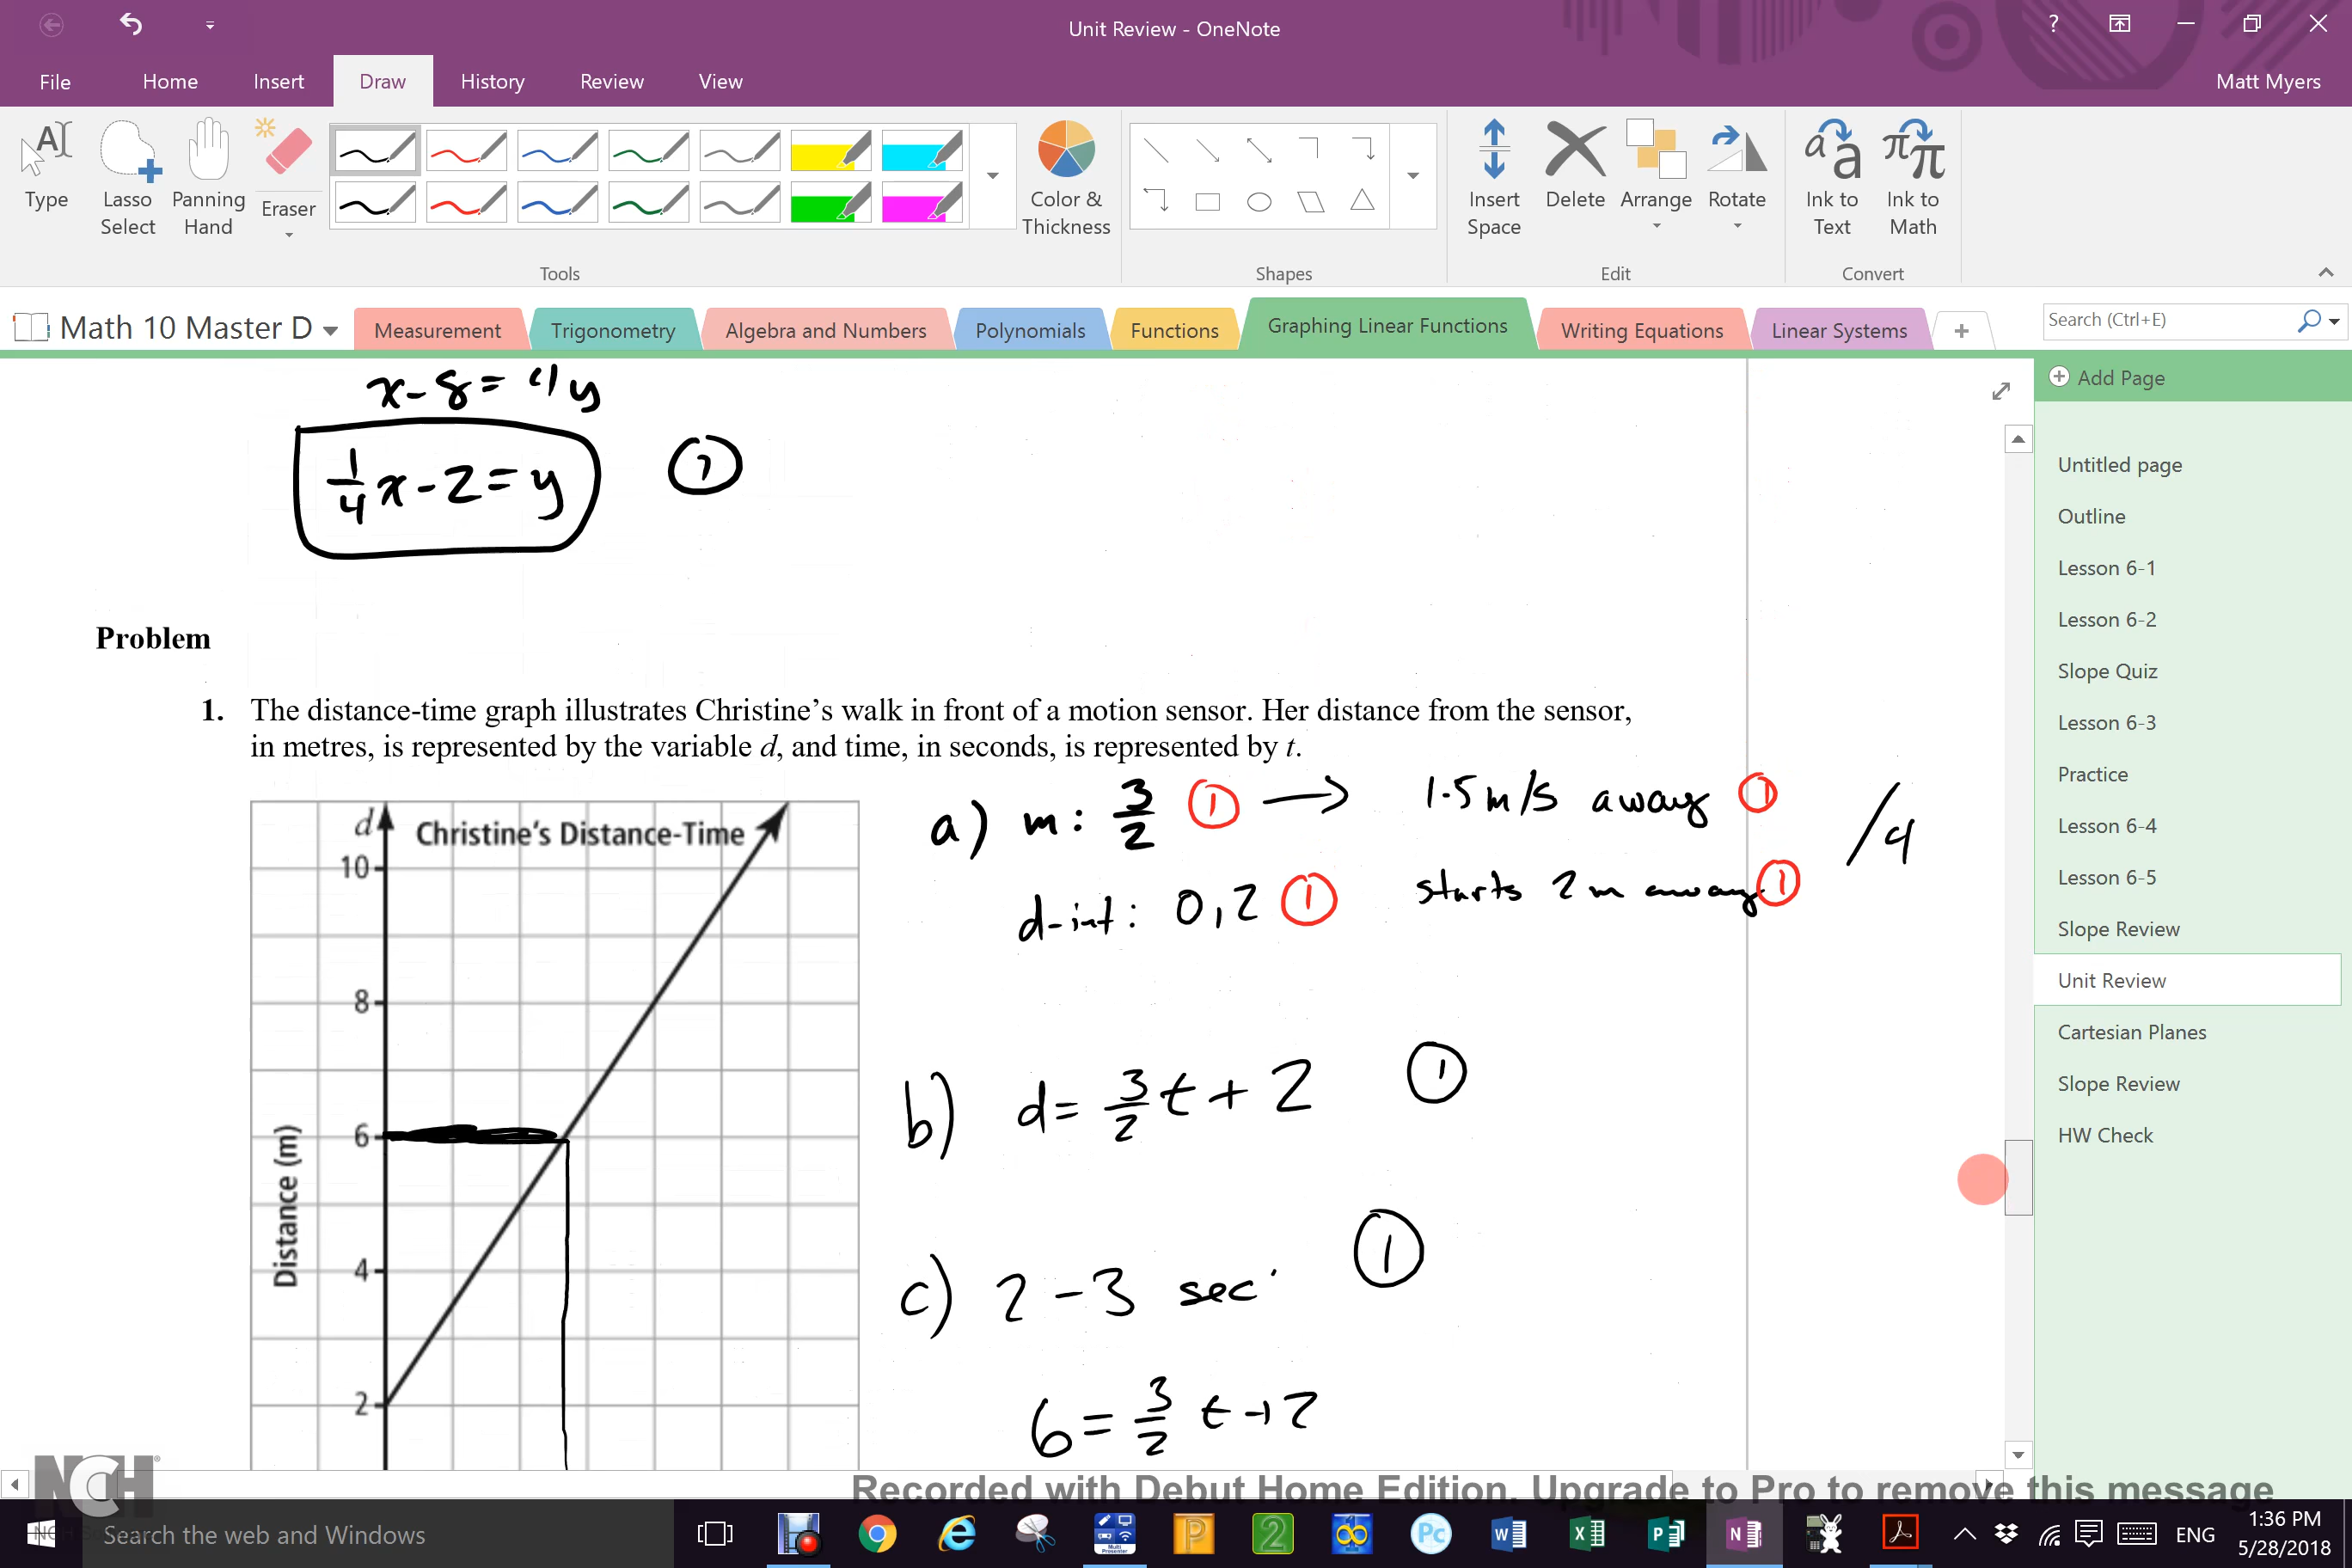 Unit Review - OneNote
?
File Home Insert Draw History Review View Matt Myers
Type
Lasso Select
Panning Hand
Eraser
Color & Thickness
Insert Space
Delete
Arrange
Rotate
Ink to Text
Ink to Math
Tools Shapes Edit Convert
Math 10 Master D Measurement Trigonometry Algebra and Numbers Polynomials Functions Graphing Linear Functions Writing Equations Linear Systems +
Search (Ctrl+E)
Add Page
Untitled page
Outline
Lesson 6-1
Lesson 6-2
Slope Quiz
Lesson 6-3
Practice
Lesson 6-4
Lesson 6-5
Slope Review
Unit Review
Cartesian Planes
Slope Review
HW Check
x-8=4y
1/4 x-2=y 1
Problem
1. The distance-time graph illustrates Christine's walk in front of a motion sensor. Her distance from the sensor,
in metres, is represented by the variable d, and time, in seconds, is represented by t.
d Christine's Distance-Time
10
8
6
4
2
Distance (m)
a) m: 3/2 1 → 1.5m/s away 1 /4
d-int: 0,2 1 starts 2m away 1
b) d= 3/2 t + 2 1
c) 2-3 sec 1
6= 3/2 t+2
NCH
Recorded with Debut Home Edition. Upgrade to Pro to remove this message
Search the web and Windows
ENG
1:36 PM
5/28/2018